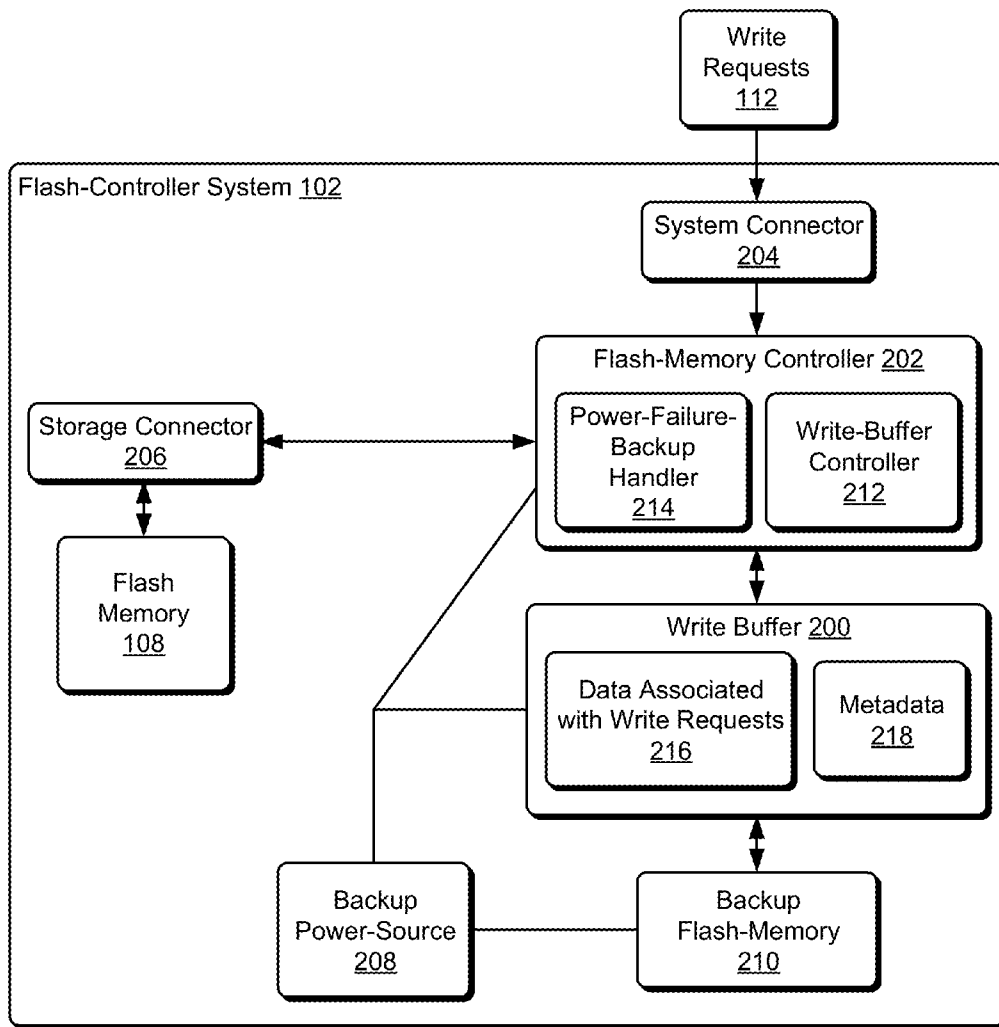 Write
Requests
112
Flash-Controller System 102
System Connector
204
Flash-Memory Controller 202
Power-Failure-
Backup
Handler
214
Write-Buffer
Controller
212
Storage Connector
206
Flash
Memory
108
Write Buffer 200
Data Associated
with Write Requests
216
Metadata
218
Backup
Power-Source
208
Backup
Flash-Memory
210